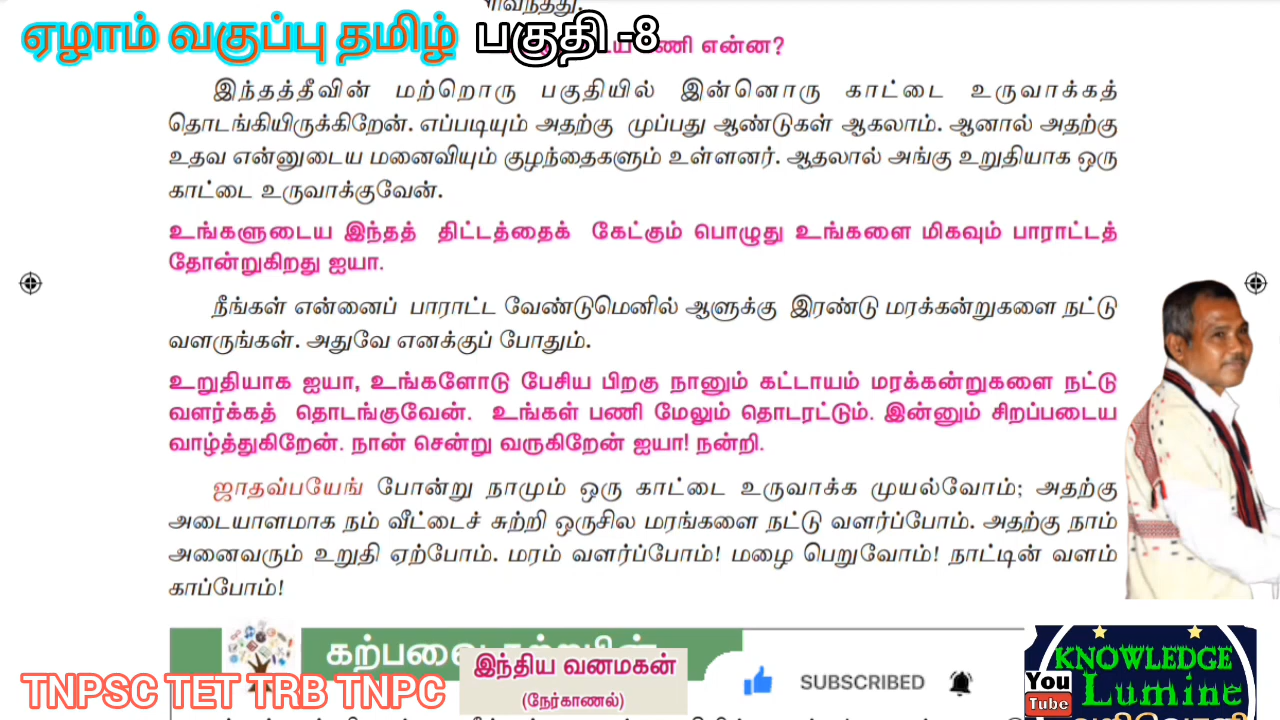 ஏழாம் வகுப்பு தமிழ் பகுதி -8
பணி என்ன?
இந்தத்தீவின் மற்றொரு பகுதியில் இன்னொரு காட்டை உருவாக்கத்
தொடங்கியிருக்கிறேன். எப்படியும் அதற்கு முப்பது ஆண்டுகள் ஆகலாம். ஆனால் அதற்கு
உதவ என்னுடைய மனைவியும் குழந்தைகளும் உள்ளனர். ஆதலால் அங்கு உறுதியாக ஒரு
காட்டை உருவாக்குவேன்.
உங்களுடைய இந்தத் திட்டத்தைக் கேட்கும் பொழுது உங்களை மிகவும் பாராட்டத்
தோன்றுகிறது ஐயா.
நீங்கள் என்னைப் பாராட்ட வேண்டுமெனில் ஆளுக்கு இரண்டு மரக்கன்றுகளை நட்டு
வளருங்கள். அதுவே எனக்குப் போதும்.
உறுதியாக ஐயா, உங்களோடு பேசிய பிறகு நானும் கட்டாயம் மரக்கன்றுகளை நட்டு
வளர்க்கத் தொடங்குவேன். உங்கள் பணி மேலும் தொடரட்டும். இன்னும் சிறப்படைய
வாழ்த்துகிறேன். நான் சென்று வருகிறேன் ஐயா! நன்றி.
ஜாதவ்பயேங் போன்று நாமும் ஒரு காட்டை உருவாக்க முயல்வோம்; அதற்கு
அடையாளமாக நம் வீட்டைச் சுற்றி ஒருசில மரங்களை நட்டு வளர்ப்போம். அதற்கு நாம்
அனைவரும் உறுதி ஏற்போம். மரம் வளர்ப்போம்! மழை பெறுவோம்! நாட்டின் வளம்
காப்போம்!
இந்திய வனமகன்
(நேர்காணல்)
TNPSC TET TRB TNPC
SUBSCRIBED
KNOWLEDGE
Lumine
You
Tube